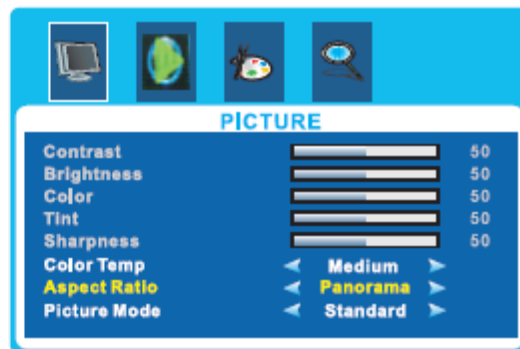 PICTURE
Contrast 50
Brightness 50
Color 50
Tint 50
Sharpness 50
Color Temp Medium
Aspect Ratio Panorama
Picture Mode Standard